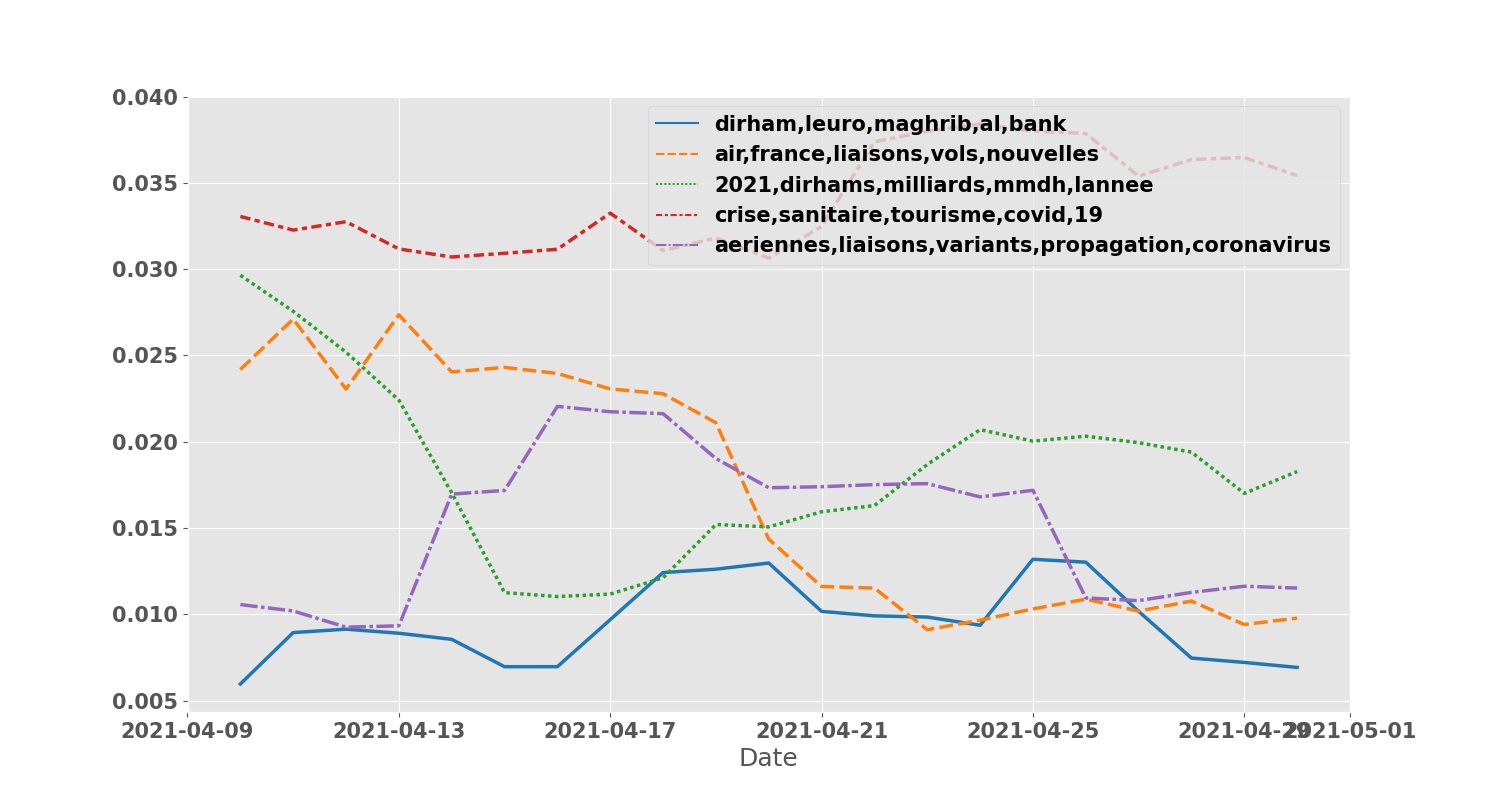 0.040
0.035
0.030
0.025
0.020
0.015
0.010
0.005
dirham,leuro,maghrib,al,bank
air,france,liaisons,vols,nouvelles
2021,dirhams,milliards,mmdh,lannee
crise,sanitaire,tourisme,covid,19
aeriennes,liaisons,variants,propagation,coronavirus
2021-04-09 2021-04-13 2021-04-17 2021-04-21 2021-04-25 2021-04-29 2021-05-01
Date